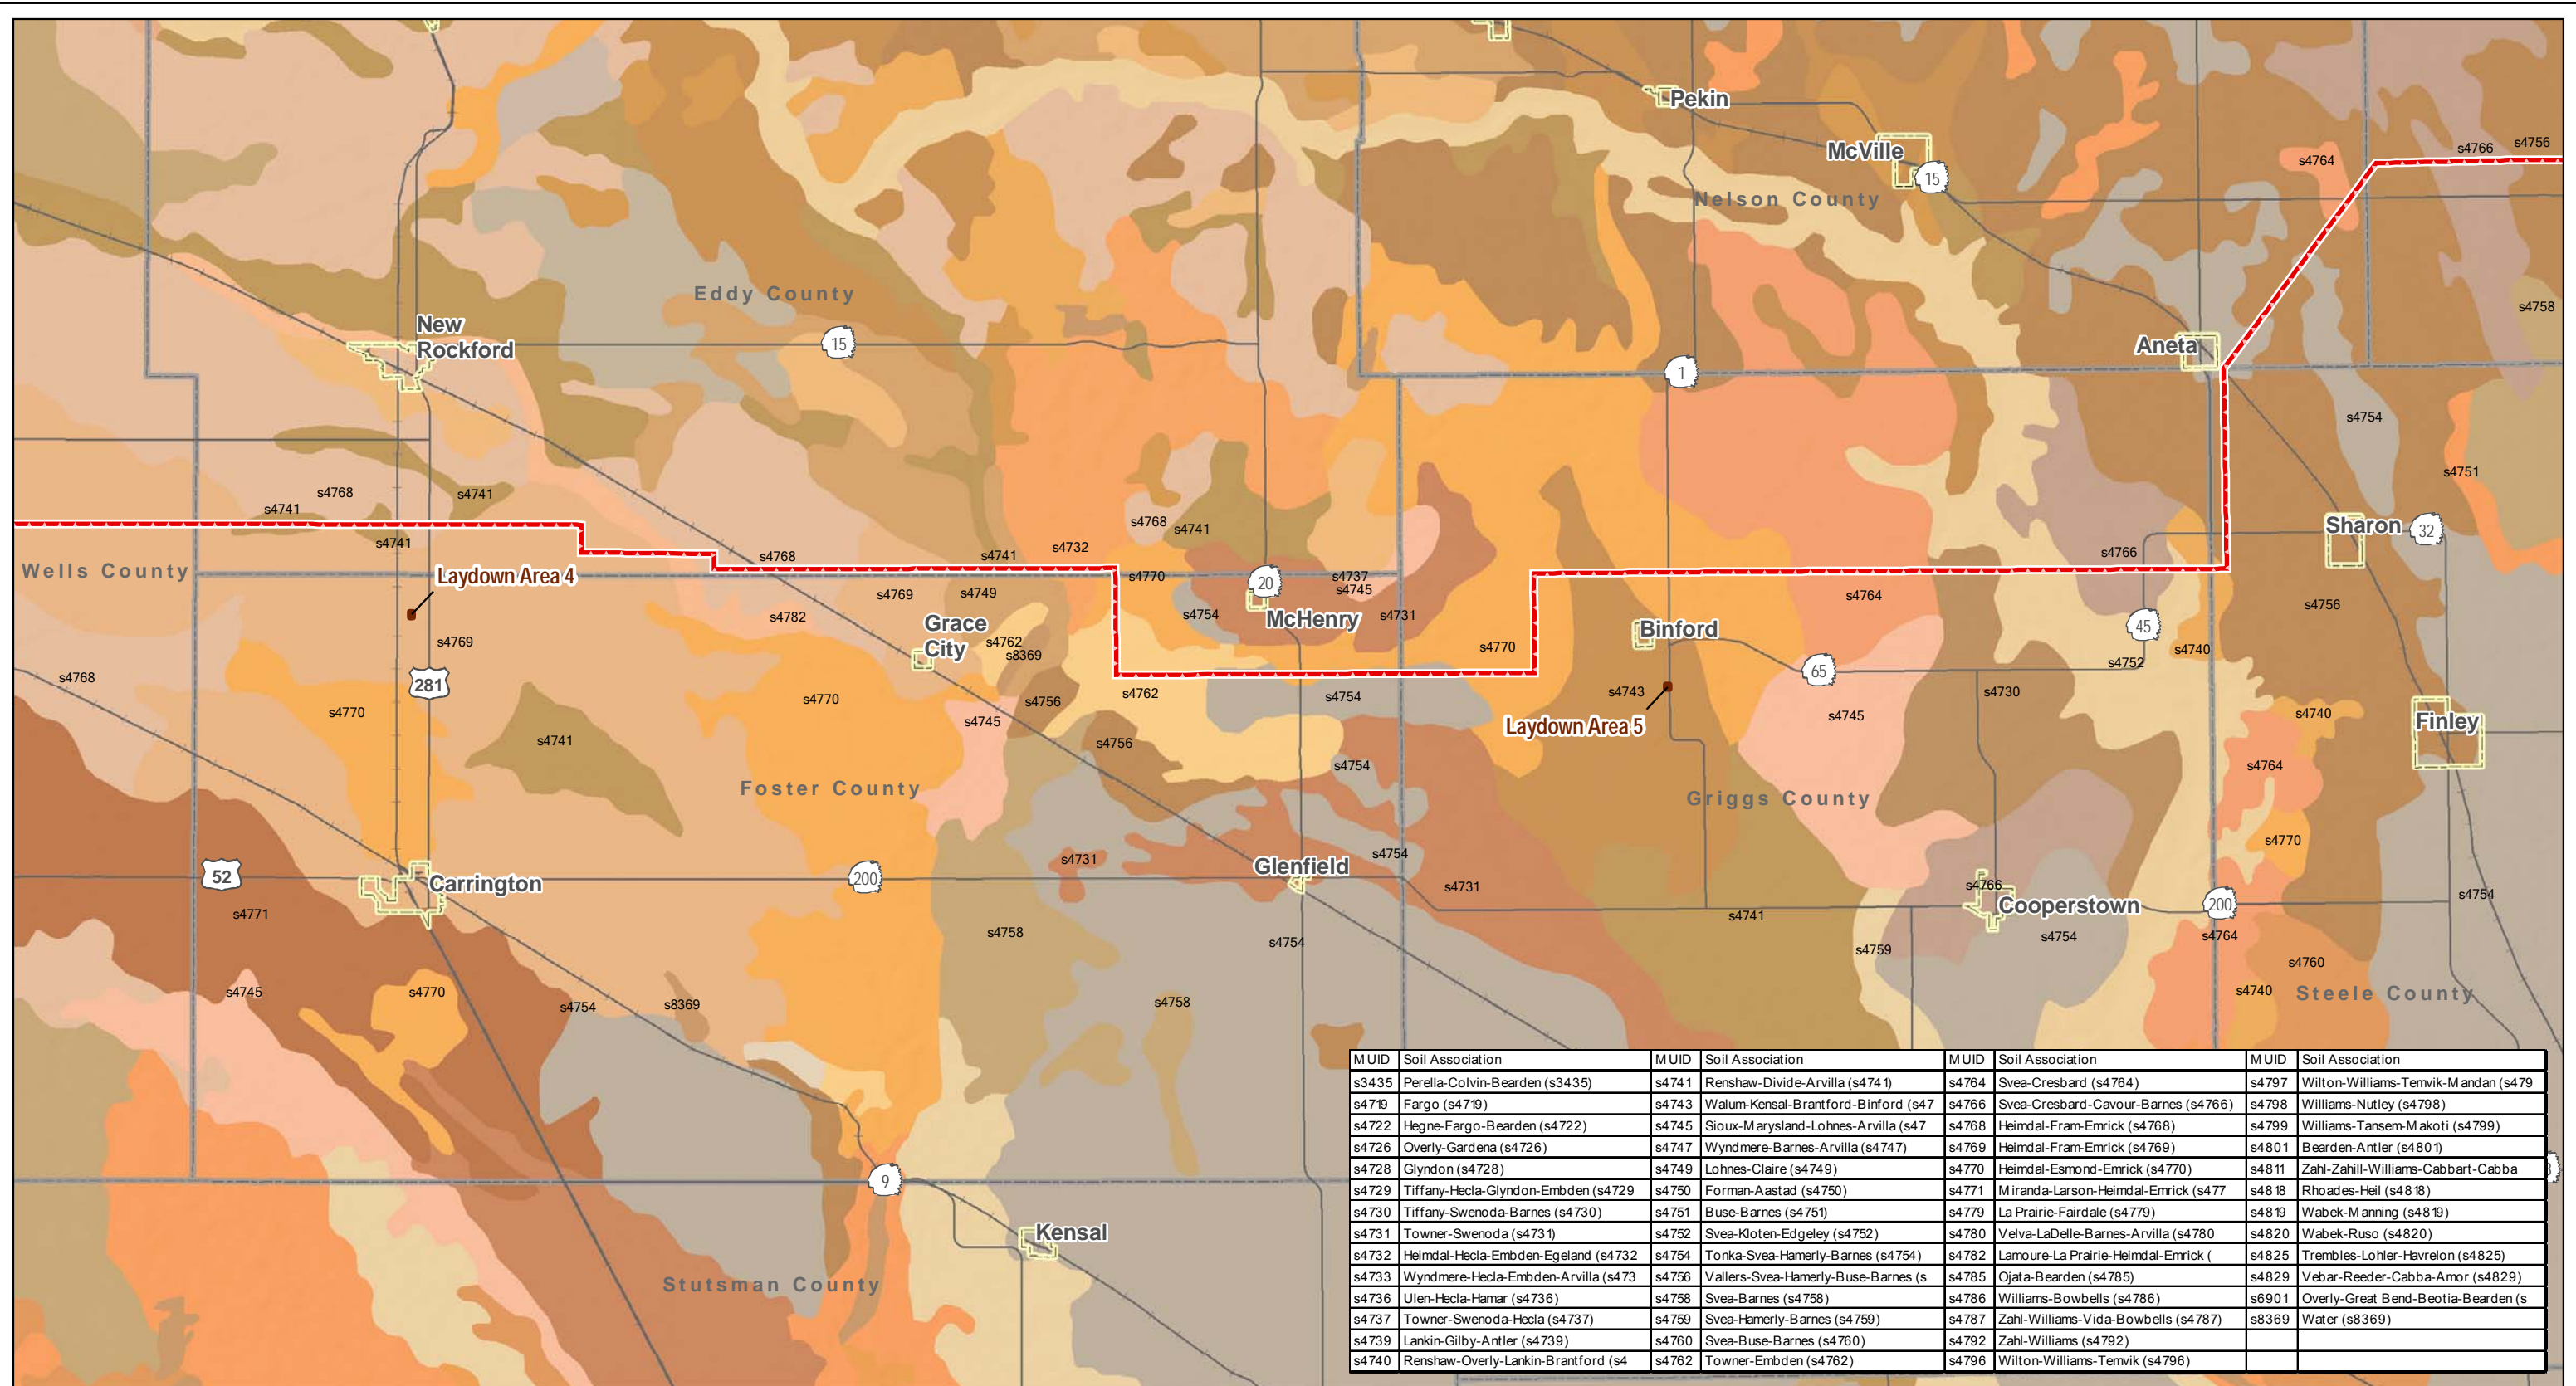 Pekin
McVille
15
Nelson County
s4764
s4766
s4756
s4758
Eddy County
New
Rockford
15
1
Aneta
s4754
s4751
s4768
s4741
s4741
s4741
s4768
s4741
s4732
s4768
s4741
Sharon
32
s4766
Wells County
Laydown Area 4
s4769
s4749
s4770
20
s4737
s4745
s4764
s4756
s4782
Grace
City
s4754
McHenry
s4731
Binford
45
s4769
s4762
s8369
s4770
s4740
s4768
281
65
s4752
s4770
s4770
s4756
s4762
s4754
s4743
s4730
s4745
Laydown Area 5
s4745
s4740
Finley
s4741
s4756
s4754
s4764
Foster County
Griggs County
s4770
52
Carrington
200
s4731
Glenfield
s4754
s4731
s4766
Cooperstown
200
s4754
s4771
s4758
s4754
s4741
s4759
s4754
s4764
s4760
s4745
s4770
s4754
s8369
s4758
s4740
Steele County
9
Kensal
Stutsman County
MUID Soil Association MUID Soil Association MUID Soil Association MUID Soil Association
s3435 Perella-Colvin-Bearden (s3435) s4741 Renshaw-Divide-Arvilla (s4741) s4764 Svea-Cresbard (s4764) s4797 Wilton-Williams-Temvik-Mandan (s479
s4719 Fargo (s4719) s4743 Walum-Kensal-Brantford-Binford (s47 s4766 Svea-Cresbard-Cavour-Barnes (s4766) s4798 Williams-Nutley (s4798)
s4722 Hegne-Fargo-Bearden (s4722) s4745 Sioux-Marysland-Lohnes-Arvilla (s47 s4768 Heimdal-Fram-Emrick (s4768) s4799 Williams-Tansem-Makoti (s4799)
s4726 Overly-Gardena (s4726) s4747 Wyndmere-Barnes-Arvilla (s4747) s4769 Heimdal-Fram-Emrick (s4769) s4801 Bearden-Antler (s4801)
s4728 Glyndon (s4728) s4749 Lohnes-Claire (s4749) s4770 Heimdal-Esmond-Emrick (s4770) s4811 Zahl-Zahill-Williams-Cabbart-Cabba
s4729 Tiffany-Hecla-Glyndon-Embden (s4729 s4750 Forman-Aastad (s4750) s4771 Miranda-Larson-Heimdal-Emrick (s477 s4818 Rhoades-Heil (s4818)
s4730 Tiffany-Swenoda-Barnes (s4730) s4751 Buse-Barnes (s4751) s4779 La Prairie-Fairdale (s4779) s4819 Wabek-Manning (s4819)
s4731 Towner-Swenoda (s4731) s4752 Svea-Kloten-Edgeley (s4752) s4780 Velva-LaDelle-Barnes-Arvilla (s4780 s4820 Wabek-Ruso (s4820)
s4732 Heimdal-Hecla-Embden-Egeland (s4732 s4754 Tonka-Svea-Hamerly-Barnes (s4754) s4782 Lamoure-La Prairie-Heimdal-Emrick ( s4825 Trembles-Lohler-Havrelon (s4825)
s4733 Wyndmere-Hecla-Embden-Arvilla (s473 s4756 Vallers-Svea-Hamerly-Buse-Barnes (s s4785 Ojata-Bearden (s4785) s4829 Vebar-Reeder-Cabba-Amor (s4829)
s4736 Ulen-Hecla-Hamar (s4736) s4758 Svea-Barnes (s4758) s4786 Williams-Bowbells (s4786) s6901 Overly-Great Bend-Beotia-Bearden (s
s4737 Towner-Swenoda-Hecla (s4737) s4759 Svea-Hamerly-Barnes (s4759) s4787 Zahl-Williams-Vida-Bowbells (s4787) s8369 Water (s8369)
s4739 Lankin-Gilby-Antler (s4739) s4760 Svea-Buse-Barnes (s4760) s4792 Zahl-Williams (s4792)
s4740 Renshaw-Overly-Lankin-Brantford (s4 s4762 Towner-Embden (s4762) s4796 Wilton-Williams-Temvik (s4796)